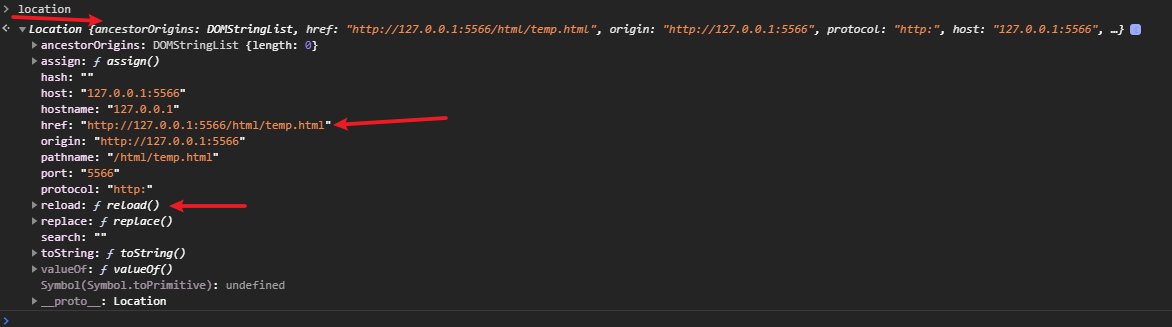 > location
Location {ancestorOrigins: DOMStringList, href: "http://127.0.0.1:5566/html/temp.html", origin: "http://127.0.0.1:5566", protocol: "http:", host: "127.0.0.1:5566", …}
ancestorOrigins: DOMStringList {length: 0}
assign: ƒ assign()
hash: ""
host: "127.0.0.1:5566"
hostname: "127.0.0.1"
href: "http://127.0.0.1:5566/html/temp.html"
origin: "http://127.0.0.1:5566"
pathname: "/html/temp.html"
port: "5566"
protocol: "http:"
reload: ƒ reload()
replace: ƒ replace()
search: ""
toString: ƒ toString()
valueOf: ƒ valueOf()
Symbol(Symbol.toPrimitive): undefined
__proto__: Location
>